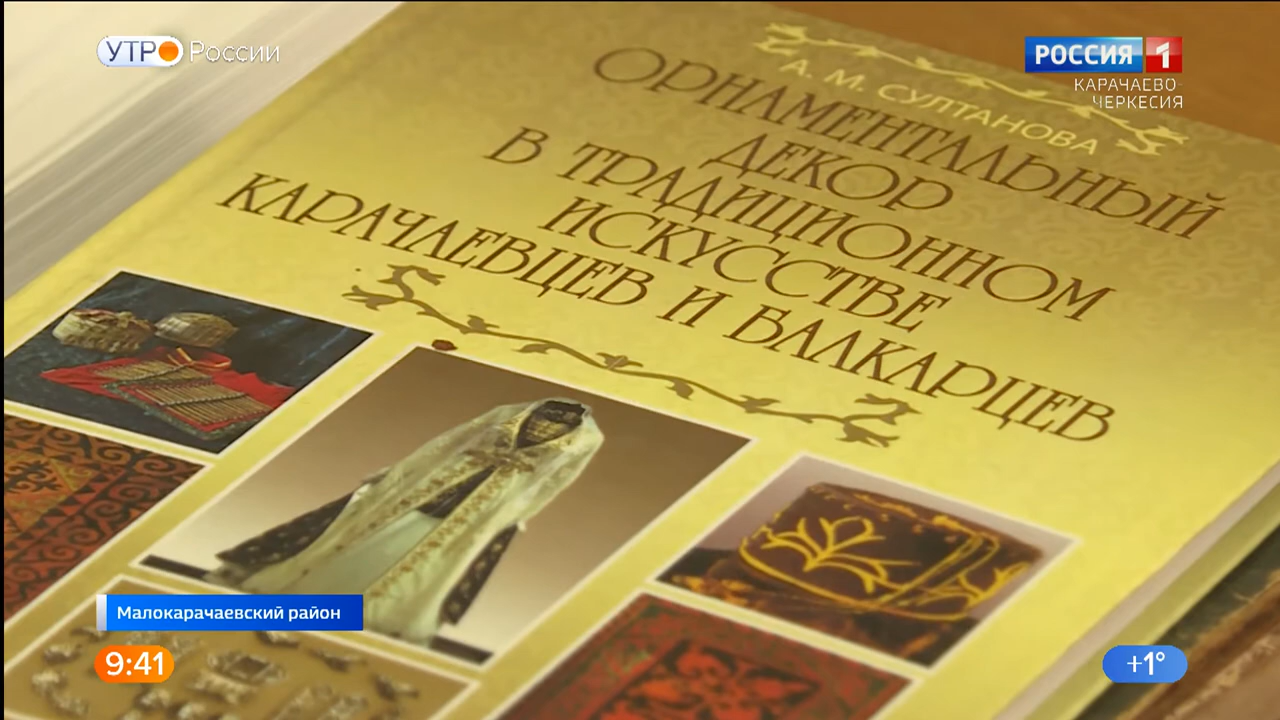 УТРО России
РОССИЯ 1
КАРАЧАЕВО-
ЧЕРКЕСИЯ
А. М. СУЛТАНОВА
ОРНАМЕНТАЛЬНЫЙ
ДЕКОР
В ТРАДИЦИОННОМ
ИСКУССТВЕ
КАРАЧАЕВЦЕВ И БАЛКАРЦЕВ
Малокарачаевский район
9:41
+1°